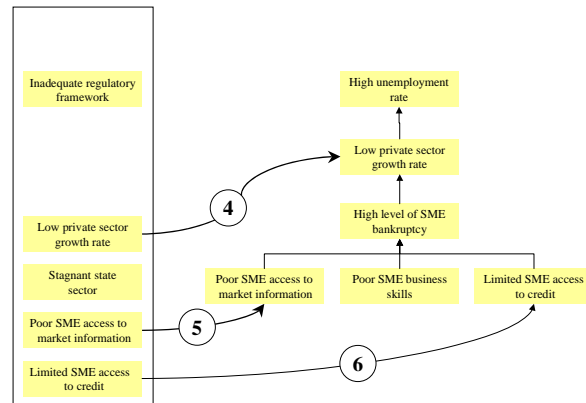 Inadequate regulatory
framework
Low private sector
growth rate
Stagnant state
sector
Poor SME access to
market information
Limited SME access
to credit
4
5
6
High unemployment
rate
Low private sector
growth rate
High level of SME
bankruptcy
Poor SME access to
market information
Poor SME business
skills
Limited SME access
to credit